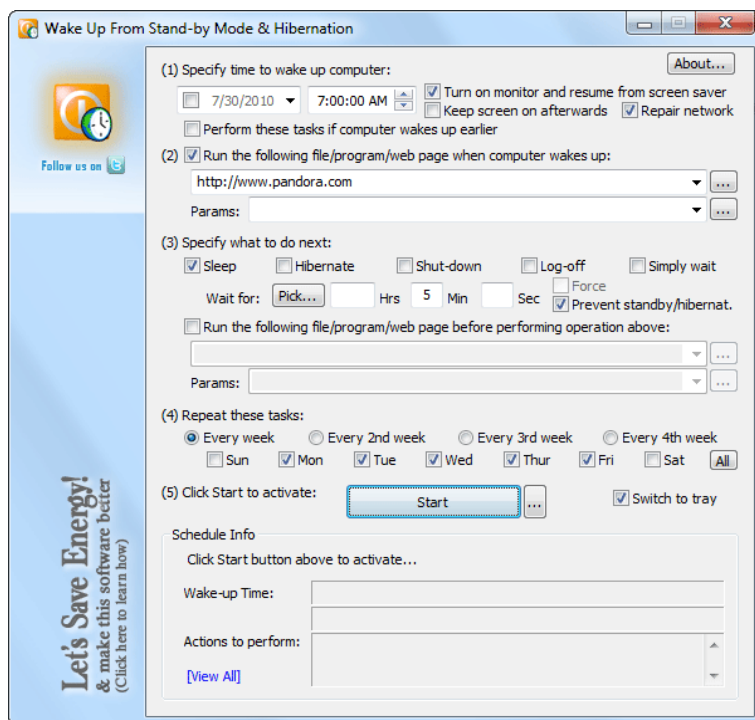 Wake Up From Stand-by Mode & Hibernation
About...
(1) Specify time to wake up computer:
7/30/2010 7:00:00 AM
Turn on monitor and resume from screen saver
Keep screen on afterwards Repair network
Perform these tasks if computer wakes up earlier
Follow us on t
(2) Run the following file/program/web page when computer wakes up:
http://www.pandora.com ...
Params: ...
(3) Specify what to do next:
Sleep Hibernate Shut-down Log-off Simply wait
Force
Wait for: Pick... Hrs 5 Min Sec
Prevent standby/hibernat.
Run the following file/program/web page before performing operation above:
...
Params: ...
(4) Repeat these tasks:
Every week Every 2nd week Every 3rd week Every 4th week
Sun Mon Tue Wed Thur Fri Sat All
(5) Click Start to activate: Start ... Switch to tray
Schedule Info
Click Start button above to activate...
Wake-up Time:
Actions to perform:
[View All]
Let's Save Energy!
& make this software better
(Click here to learn how)